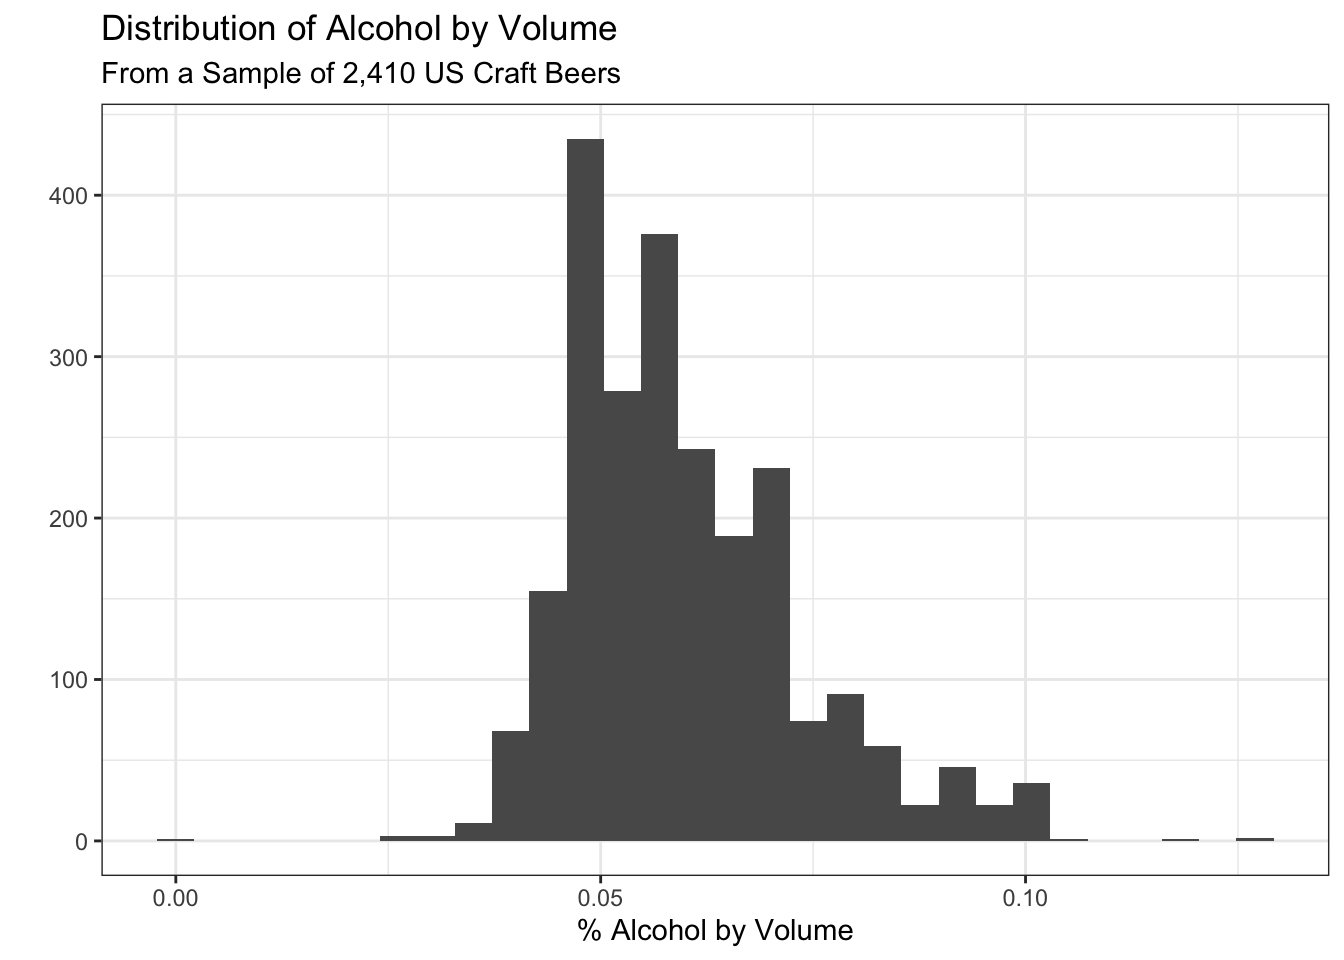 Distribution of Alcohol by Volume
From a Sample of 2,410 US Craft Beers
400
300
200
100
0
0.00 0.05 0.10
% Alcohol by Volume